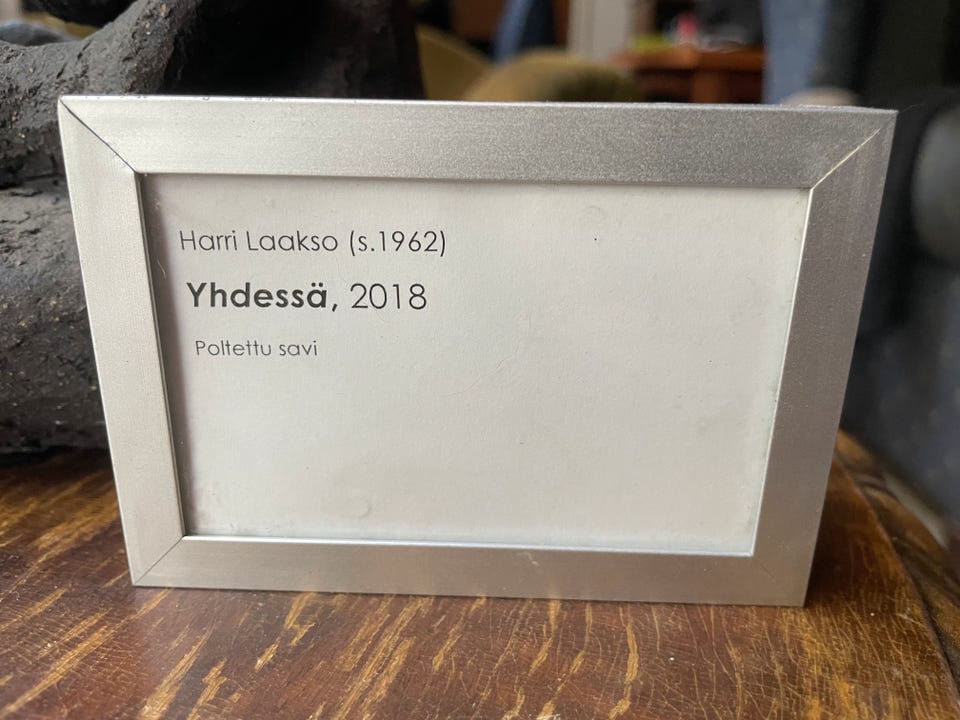 Harri Laakso (s.1962)
Yhdessä, 2018
Poltettu savi